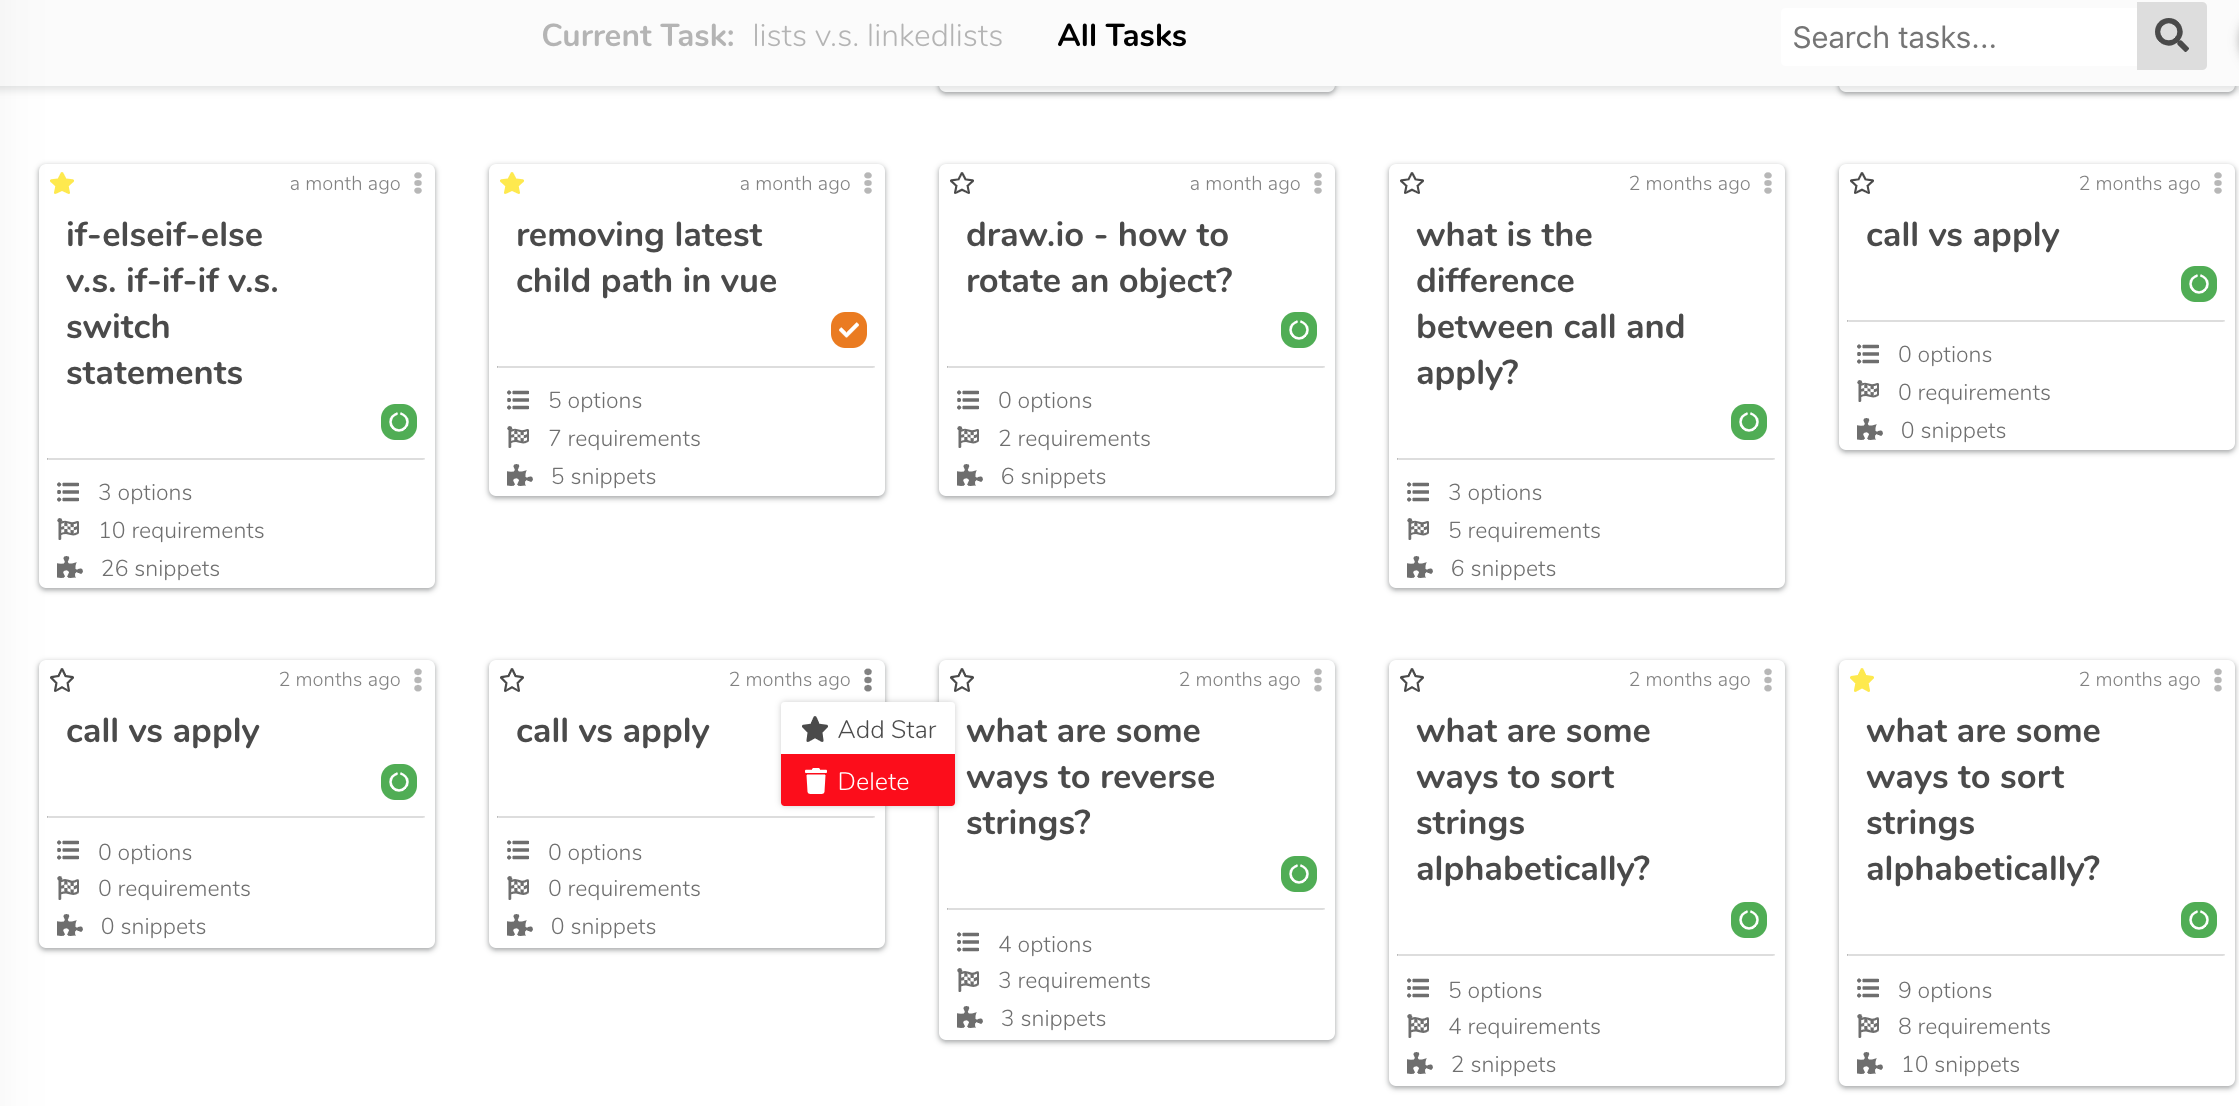 Current Task: lists v.s. linkedlists All Tasks Search tasks...
a month ago
if-elseif-else
v.s. if-if-if v.s.
switch
statements
3 options
10 requirements
26 snippets
a month ago
removing latest
child path in vue
5 options
7 requirements
5 snippets
a month ago
draw.io - how to
rotate an object?
0 options
2 requirements
6 snippets
2 months ago
what is the
difference
between call and
apply?
3 options
5 requirements
6 snippets
2 months ago
call vs apply
0 options
0 requirements
0 snippets
2 months ago
call vs apply
0 options
0 requirements
0 snippets
2 months ago
call vs apply
Add Star
Delete
0 options
0 requirements
0 snippets
2 months ago
what are some
ways to reverse
strings?
4 options
3 requirements
3 snippets
2 months ago
what are some
ways to sort
strings
alphabetically?
5 options
4 requirements
2 snippets
2 months ago
what are some
ways to sort
strings
alphabetically?
9 options
8 requirements
10 snippets